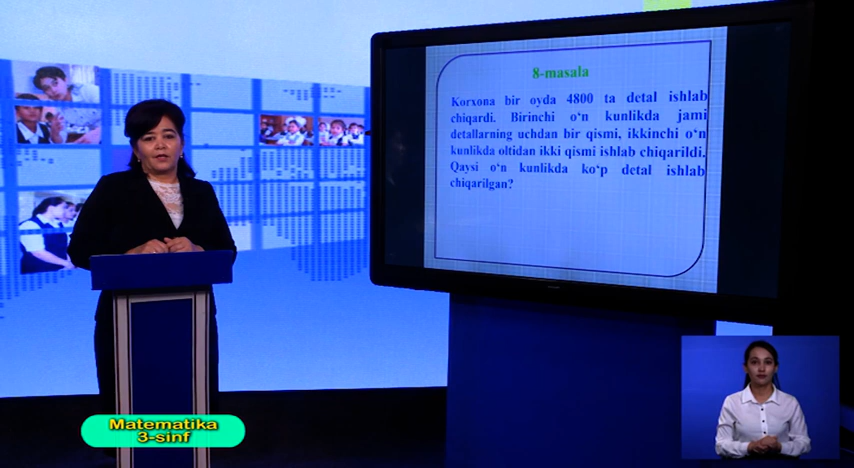 8-masala
Korxona bir oyda 4800 ta detal ishlab
chiqardi. Birinchi o‘n kunlikda jami
detallarning uchdan bir qismi, ikkinchi o‘n
kunlikda oltidan ikki qismi ishlab chiqarildi.
Qaysi o‘n kunlikda ko‘p detal ishlab
chiqarilgan?
Matematika
3-sinf